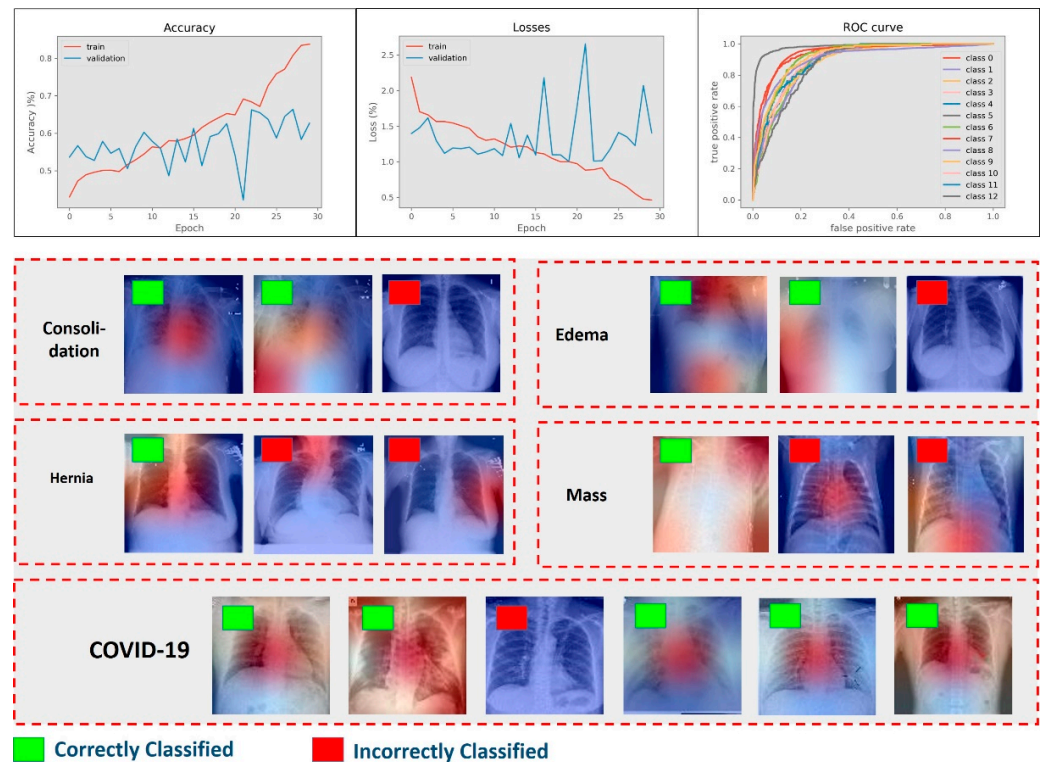 Accuracy
train
validation
Accuracy )%)
0.8
0.7
0.6
0.5
0 5 10 15 20 25 30
Epoch
Losses
train
validation
Loss (%)
2.5
2.0
1.5
1.0
0.5
0 5 10 15 20 25 30
Epoch
ROC curve
true positive rate
1.0
0.8
0.6
0.4
0.2
0.0
class 0
class 1
class 2
class 3
class 4
class 5
class 6
class 7
class 8
class 9
class 10
class 11
class 12
0.0 0.2 0.4 0.6 0.8 1.0
false positive rate
Consoli-
dation
Edema
Hernia
Mass
COVID-19
Correctly Classified
Incorrectly Classified